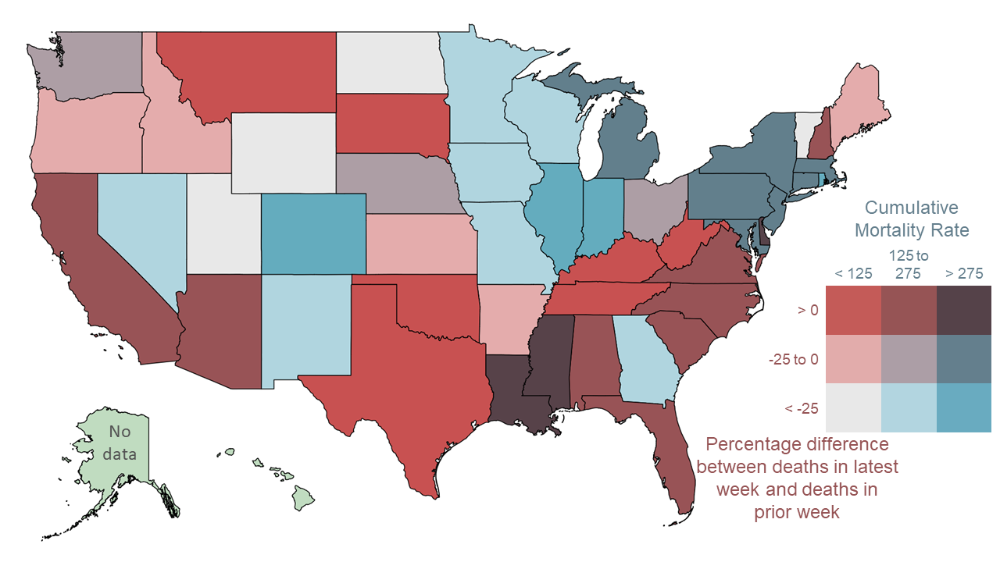 Cumulative
Mortality Rate
125 to
< 125 275 > 275
> 0
-25 to 0
< -25
No
data
Percentage difference
between deaths in latest
week and deaths in
prior week